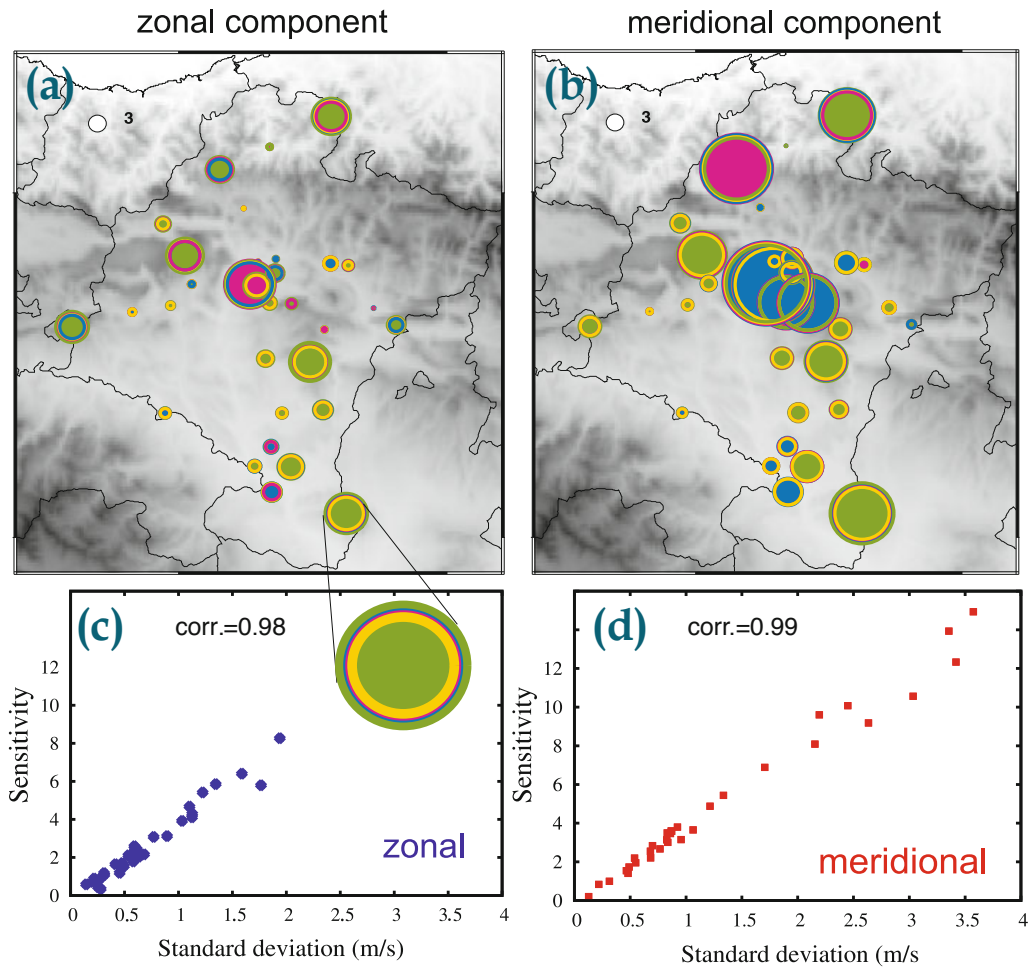 zonal component
meridional component
(a)
3
(b)
3
(c)
corr.=0.98
12
10
8
6
4
2
0
Sensitivity
zonal
0 0.5 1 1.5 2 2.5 3 3.5 4
Standard deviation (m/s)
(d)
corr.=0.99
14
12
10
8
6
4
2
0
Sensitivity
meridional
0 0.5 1 1.5 2 2.5 3 3.5 4
Standard deviation (m/s